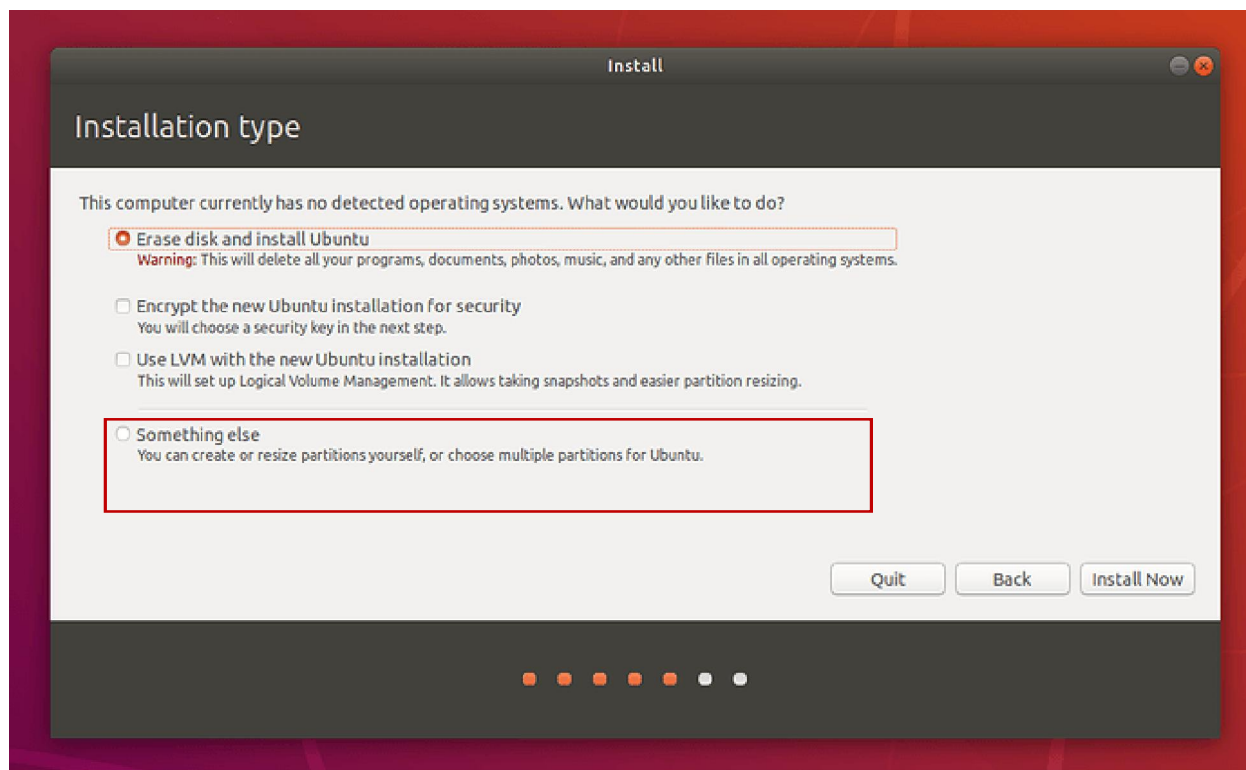 Install
Installation type
This computer currently has no detected operating systems. What would you like to do?
Erase disk and install Ubuntu
Warning: This will delete all your programs, documents, photos, music, and any other files in all operating systems.
Encrypt the new Ubuntu installation for security
You will choose a security key in the next step.
Use LVM with the new Ubuntu installation
This will set up Logical Volume Management. It allows taking snapshots and easier partition resizing.
Something else
You can create or resize partitions yourself, or choose multiple partitions for Ubuntu.
Quit Back Install Now